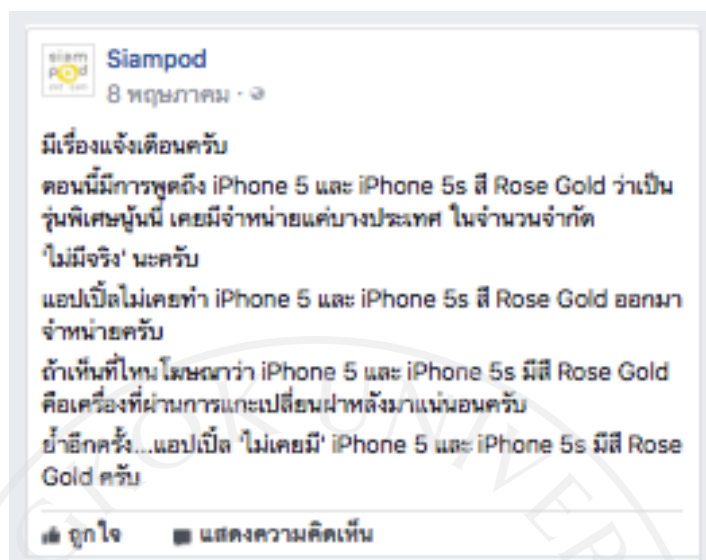 siam
pod
Siampod
8 พฤษภาคม ·
มีเรื่องแจ้งเตือนครับ
ตอนนี้มีการพูดถึง iPhone 5 และ iPhone 5s สี Rose Gold ว่าเป็น
รุ่นพิเศษนู้นนี่ เคยมีจำหน่ายแค่บางประเทศ ในจำนวนจำกัด
'ไม่มีจริง' นะครับ
แอปเปิ้ลไม่เคยทำ iPhone 5 และ iPhone 5s สี Rose Gold ออกมา
จำหน่ายครับ
ถ้าเห็นที่ไหนโฆษณาว่า iPhone 5 และ iPhone 5s มีสี Rose Gold
คือเครื่องที่ผ่านการแกะเปลี่ยนฝาหลังมาแน่นอนครับ
ย้ำอีกครั้ง...แอปเปิ้ล 'ไม่เคยมี' iPhone 5 และ iPhone 5s มีสี Rose
Gold ครับ
ถูกใจ แสดงความคิดเห็น